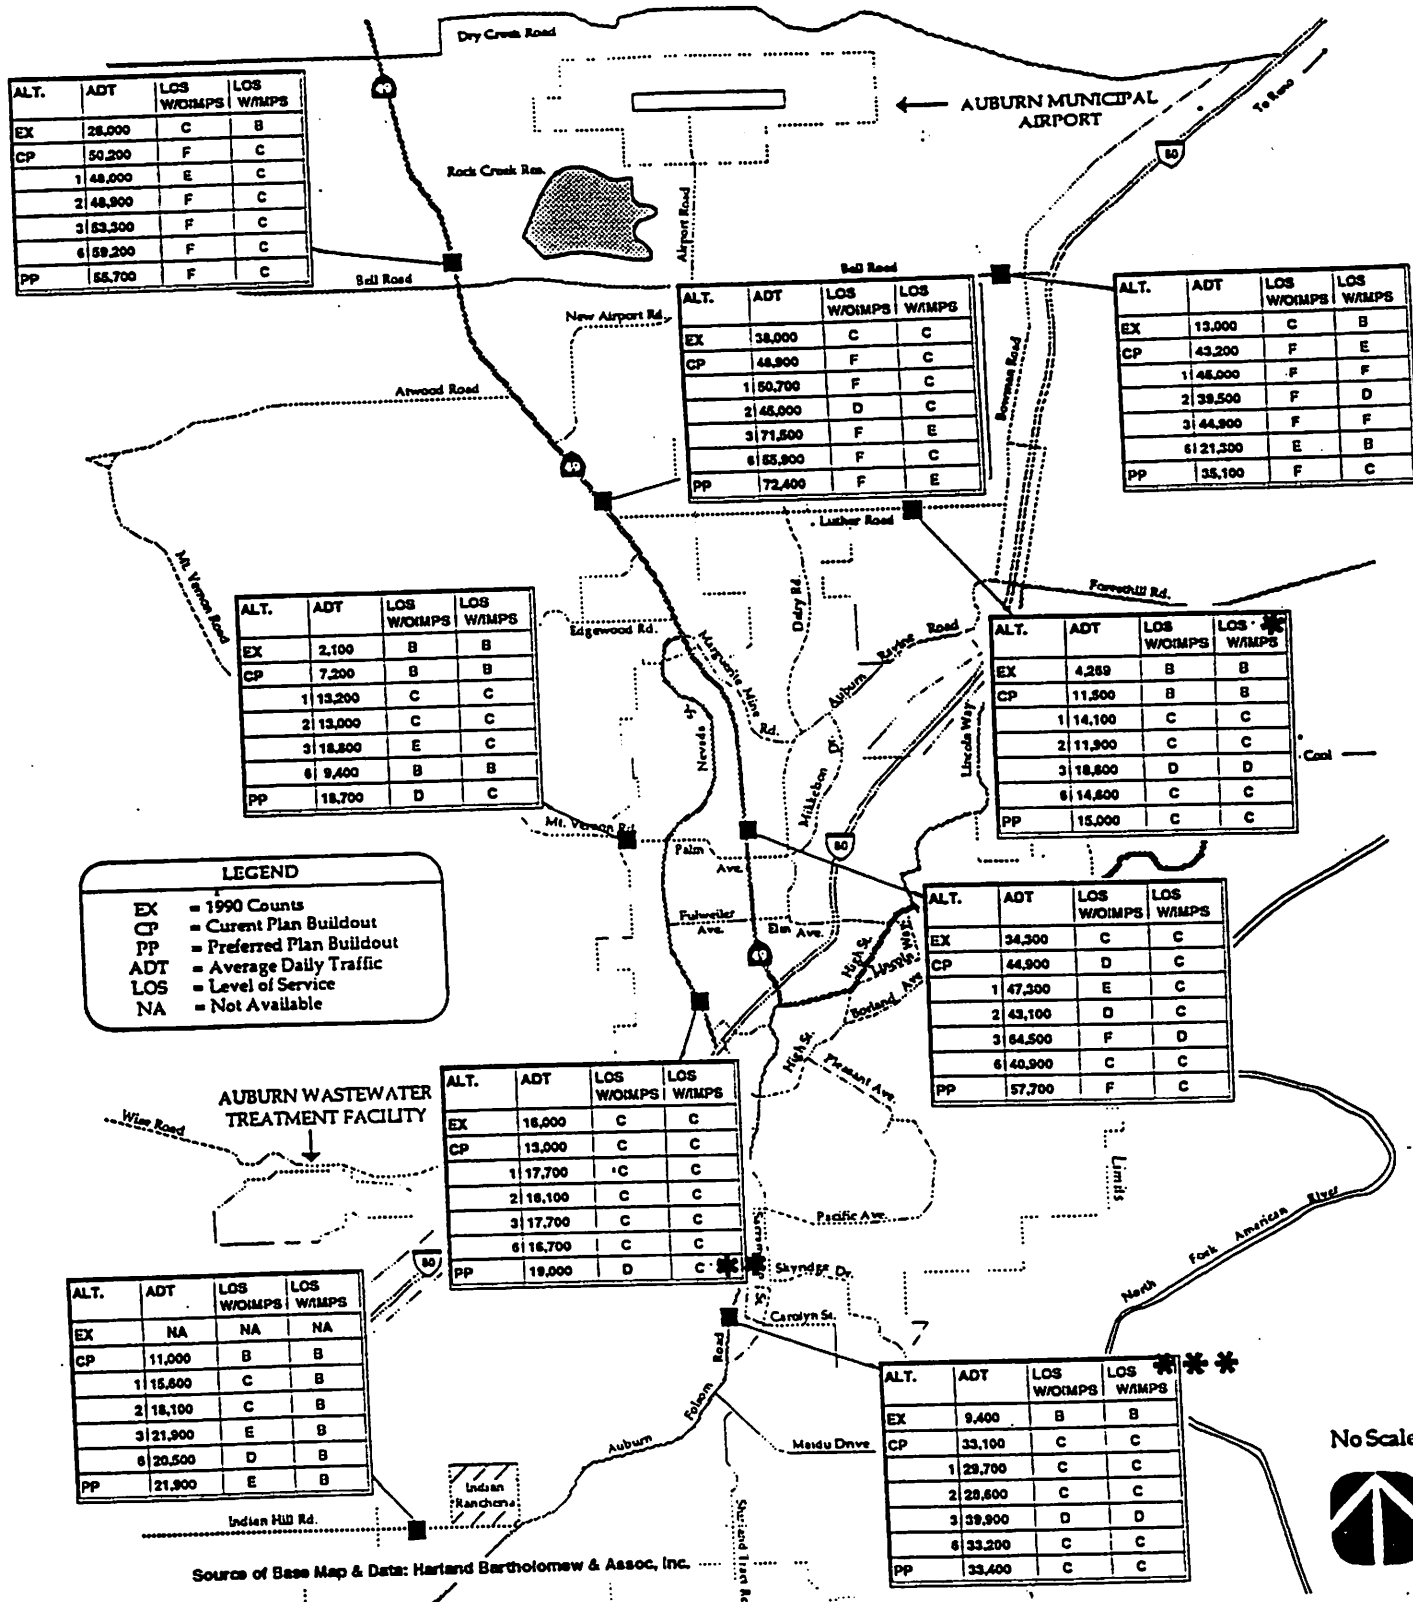 Dry Creek Road
To Reno
AUBURN MUNICIPAL
AIRPORT
49
80
Rock Creek Res.
Airport Road
ALT. ADT LOS W/OIMPS LOS W/IMPS
EX 28,000 C B
CP 50,200 F C
1 48,000 E C
2 48,900 F C
3 53,300 F C
6 59,200 F C
PP 55,700 F C
Bell Road
Bell Road
New Airport Rd.
Bowman Road
ALT. ADT LOS W/OIMPS LOS W/IMPS
EX 38,000 C C
CP 48,900 F C
1 50,700 F C
2 45,000 D C
3 71,500 F E
6 55,900 F C
PP 72,400 F E
ALT. ADT LOS W/OIMPS LOS W/IMPS
EX 13,000 C B
CP 43,200 F E
1 45,000 F F
2 39,500 F D
3 44,900 F F
6 21,300 E B
PP 35,100 F C
Atwood Road
49
Luther Road
Mt. Vernon Road
Dairy Rd.
Forresthill Rd.
Edgewood Rd.
Marguerite Mine
Rd.
Auburn Ravine Road
ALT. ADT LOS W/OIMPS LOS W/IMPS
EX 2,100 B B
CP 7,200 B B
1 13,200 C C
2 13,000 C C
3 18,800 E C
6 9,400 B B
PP 18,700 D C
ALT. ADT LOS W/OIMPS LOS W/IMPS *
EX 4,269 B B
CP 11,500 B B
1 14,100 C C
2 11,900 C C
3 18,600 D D
6 14,600 C C
PP 15,000 C C
Nevada St.
Lincoln Way
Cool
Mikkelson Dr.
Mt. Vernon Rd.
Palm
Ave.
80
LEGEND
EX = 1990 Counts
CP = Curent Plan Buildout
PP = Preferred Plan Buildout
ADT = Average Daily Traffic
LOS = Level of Service
NA = Not Available
Fulweiler
Ave.
Elm Ave.
49
High St.
Lincoln Way
Borland Ave
ALT. ADT LOS W/OIMPS LOS W/IMPS
EX 34,300 C C
CP 44,900 D C
1 47,300 E C
2 43,100 D C
3 64,500 F D
6 40,900 C C
PP 57,700 F C
High St.
Pleasant Ave.
AUBURN WASTEWATER
TREATMENT FACILITY
Wise Road
ALT. ADT LOS W/OIMPS LOS W/IMPS
EX 16,000 C C
CP 13,000 C C
1 17,700 C C
2 16,100 C C
3 17,700 C C
6 16,700 C C
PP 19,000 D C * *
Limits
Pacific Ave.
North Fork American River
80
Skyridge Dr.
Carolyn St.
ALT. ADT LOS W/OIMPS LOS W/IMPS
EX NA NA NA
CP 11,000 B B
1 15,600 C B
2 18,100 C B
3 21,900 E B
6 20,500 D B
PP 21,900 E B
Auburn Folsom Road
Maidu Drive
ALT. ADT LOS W/OIMPS LOS W/IMPS * * *
EX 9,400 B B
CP 33,100 C C
1 29,700 C C
2 28,600 C C
3 39,900 D D
6 33,200 C C
PP 33,400 C C
No Scale
Indian
Rancheria
Indian Hill Rd.
Shirland Tract R
Source of Base Map & Data: Harland Bartholomew & Assoc, Inc.